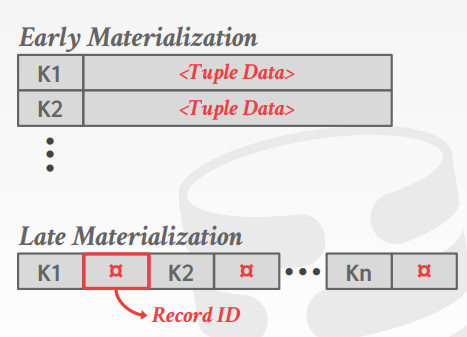 Early Materialization
K1 <Tuple Data>
K2 <Tuple Data>
Late Materialization
K1 ¤ K2 ¤ ••• Kn ¤
Record ID